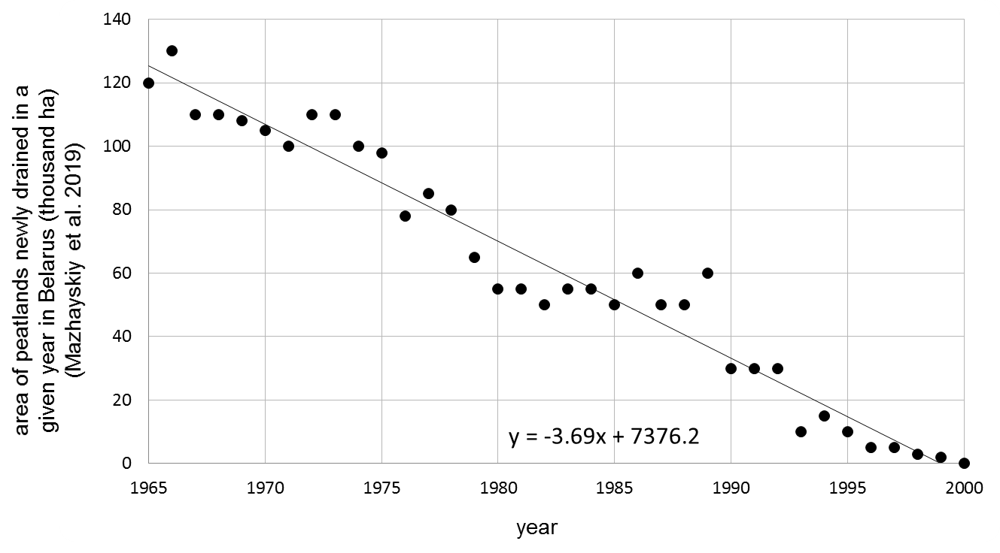 area of peatlands newly drained in a
given year in Belarus (thousand ha)
(Mazhayskiy et al. 2019)
140
120
100
80
60
40
20
0
y = -3.69x + 7376.2
1965 1970 1975 1980 1985 1990 1995 2000
year